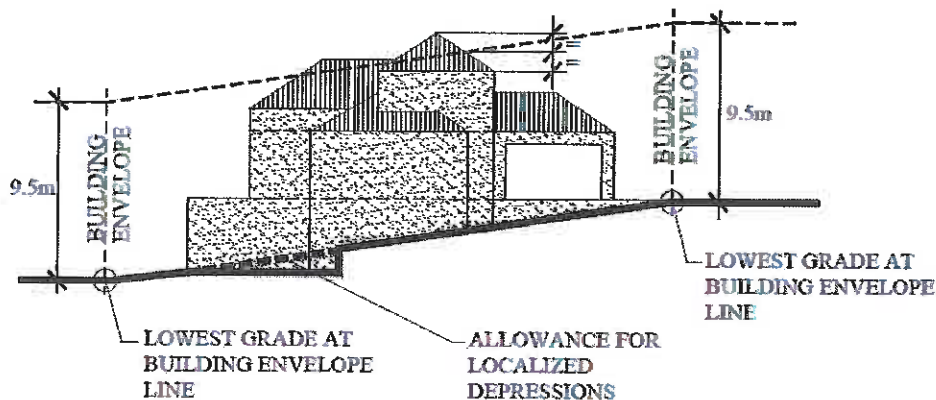 BUILDING
ENVELOPE
9.5m
9.5m
BUILDING
ENVELOPE
LOWEST GRADE AT
BUILDING ENVELOPE
LINE
ALLOWANCE FOR
LOCALIZED
DEPRESSIONS
LOWEST GRADE AT
BUILDING ENVELOPE
LINE